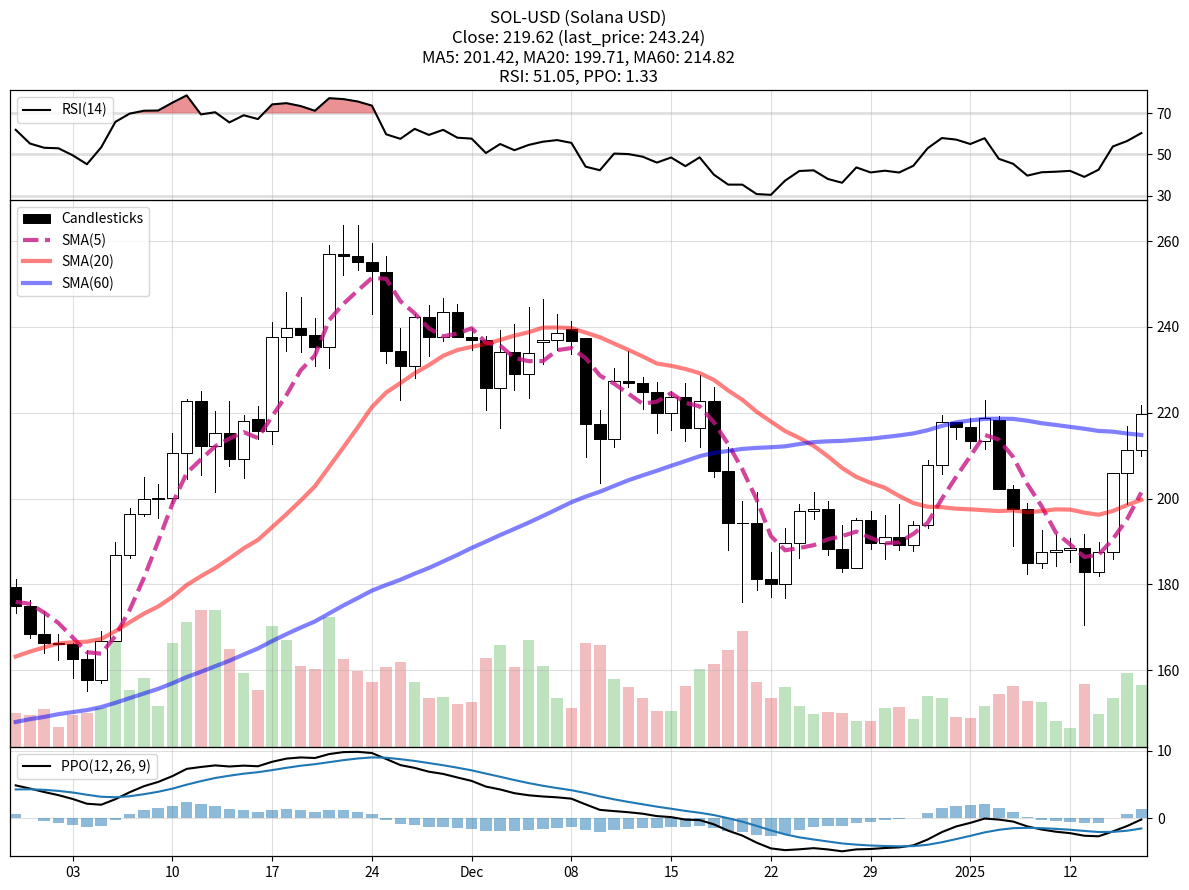 SOL-USD (Solana USD)
Close: 219.62 (last_price: 243.24)
MA5: 201.42, MA20: 199.71, MA60: 214.82
RSI: 51.05, PPO: 1.33
RSI(14)
70
50
30
Candlesticks
SMA(5)
SMA(20)
SMA(60)
260
240
220
200
180
160
PPO(12, 26, 9)
10
0
03 10 17 24 Dec 08 15 22 29 2025 12